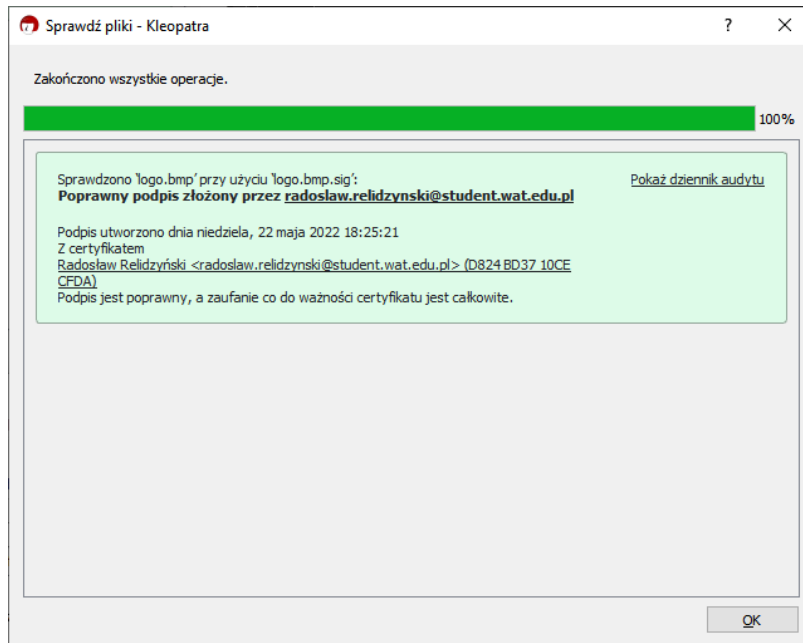 Sprawdź pliki - Kleopatra
Zakończono wszystkie operacje.
100%
Sprawdzono 'logo.bmp' przy użyciu 'logo.bmp.sig':
Pokaż dziennik audytu
Poprawny podpis złożony przez radoslaw.relidzynski@student.wat.edu.pl
Podpis utworzono dnia niedziela, 22 maja 2022 18:25:21
Z certyfikatem
Radosław Relidzyński <radoslaw.relidzynski@student.wat.edu.pl> (D824 BD37 10CE
CFDA)
Podpis jest poprawny, a zaufanie co do ważności certyfikatu jest całkowite.
OK